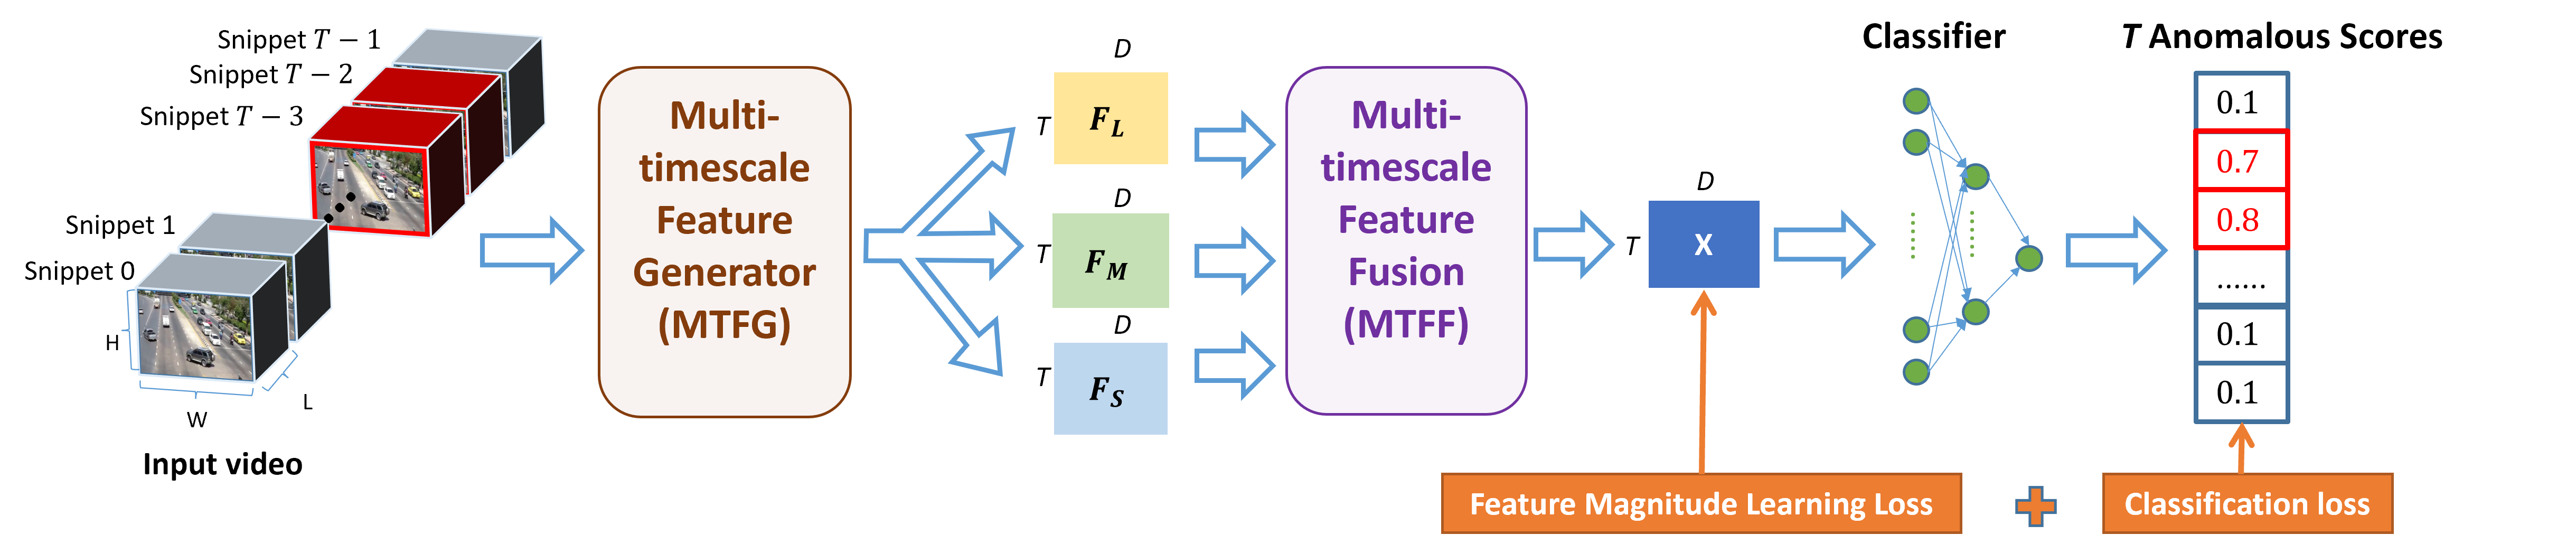 Snippet T − 1
Snippet T − 2
Snippet T − 3
Snippet 1
Snippet 0
H
W
L
Input video
Multi-
timescale
Feature
Generator
(MTFG)
D
T
F_L
D
T
F_M
D
T
F_S
Multi-
timescale
Feature
Fusion
(MTFF)
D
T
X
Classifier
T Anomalous Scores
0.1
0.7
0.8
......
0.1
0.1
Feature Magnitude Learning Loss
Classification loss